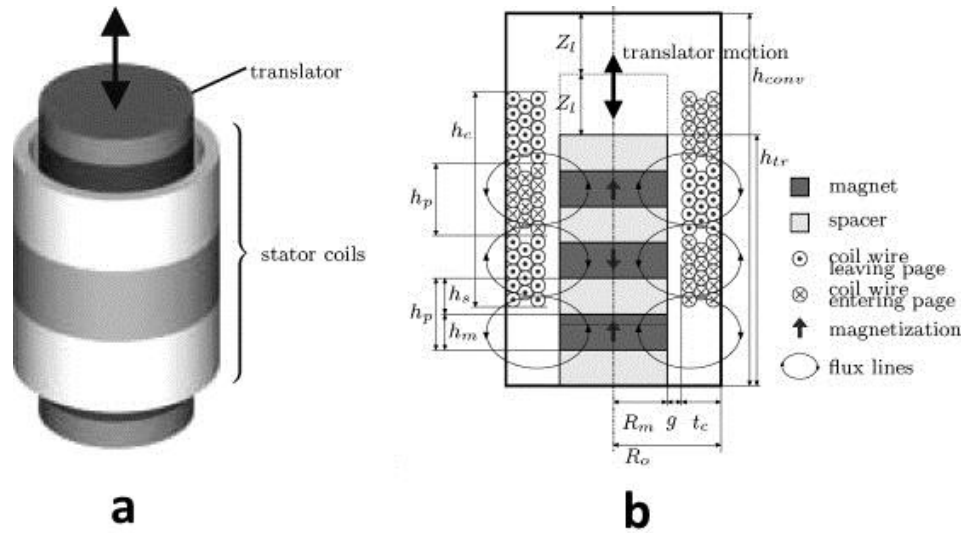 translator
stator coils
a
Z_l
translator motion
h_conv
Z_l
h_c
h_tr
h_p
magnet
spacer
coil wire
leaving page
coil wire
entering page
h_s
h_p
h_m
magnetization
flux lines
R_m g t_c
R_o
b